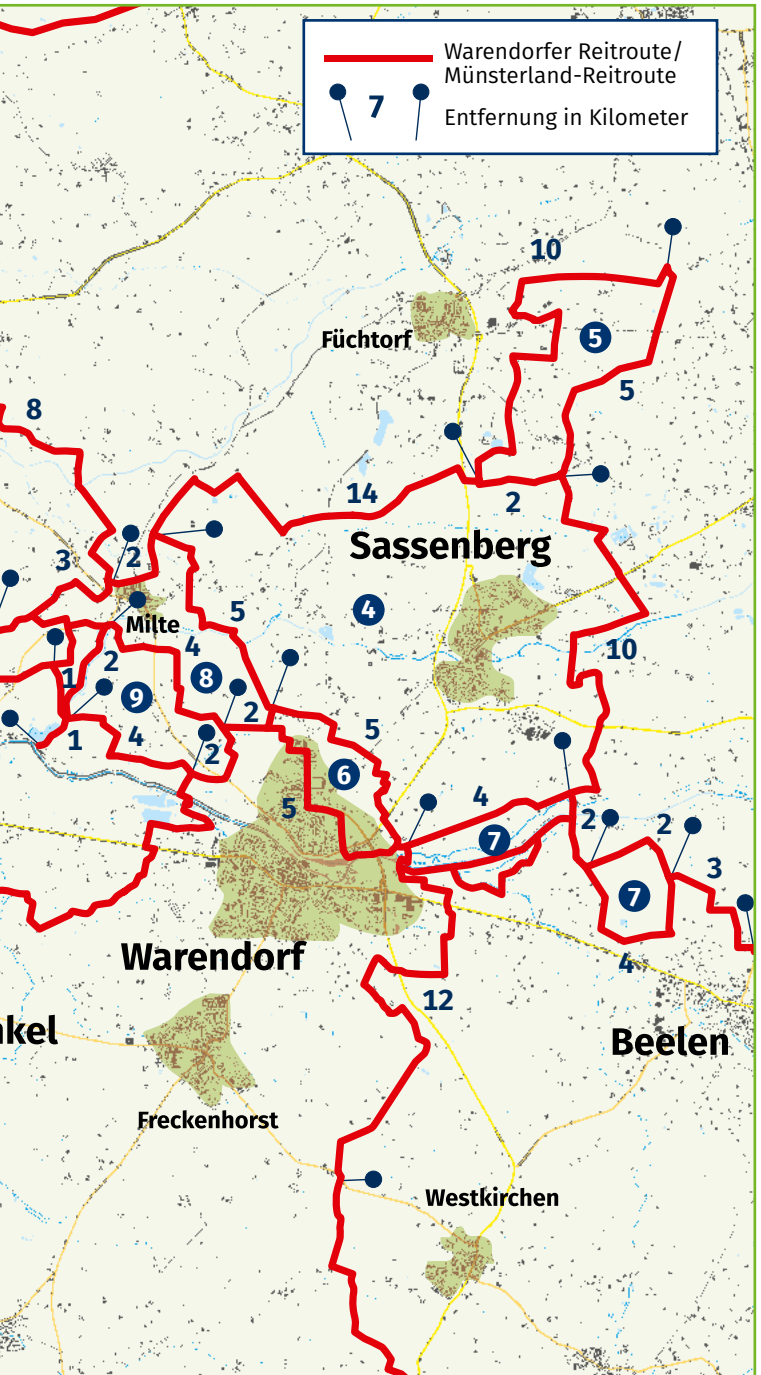 Warendorfer Reitroute/
Münsterland-Reitroute
7
Entfernung in Kilometer
10
Füchtorf
5
5
8
14
2
Sassenberg
3
2
4
5
Milte
10
4
2
8
1
9
2
5
1
4
2
6
5
4
2
2
7
3
7
4
Warendorf
12
nkel
Beelen
Freckenhorst
Westkirchen